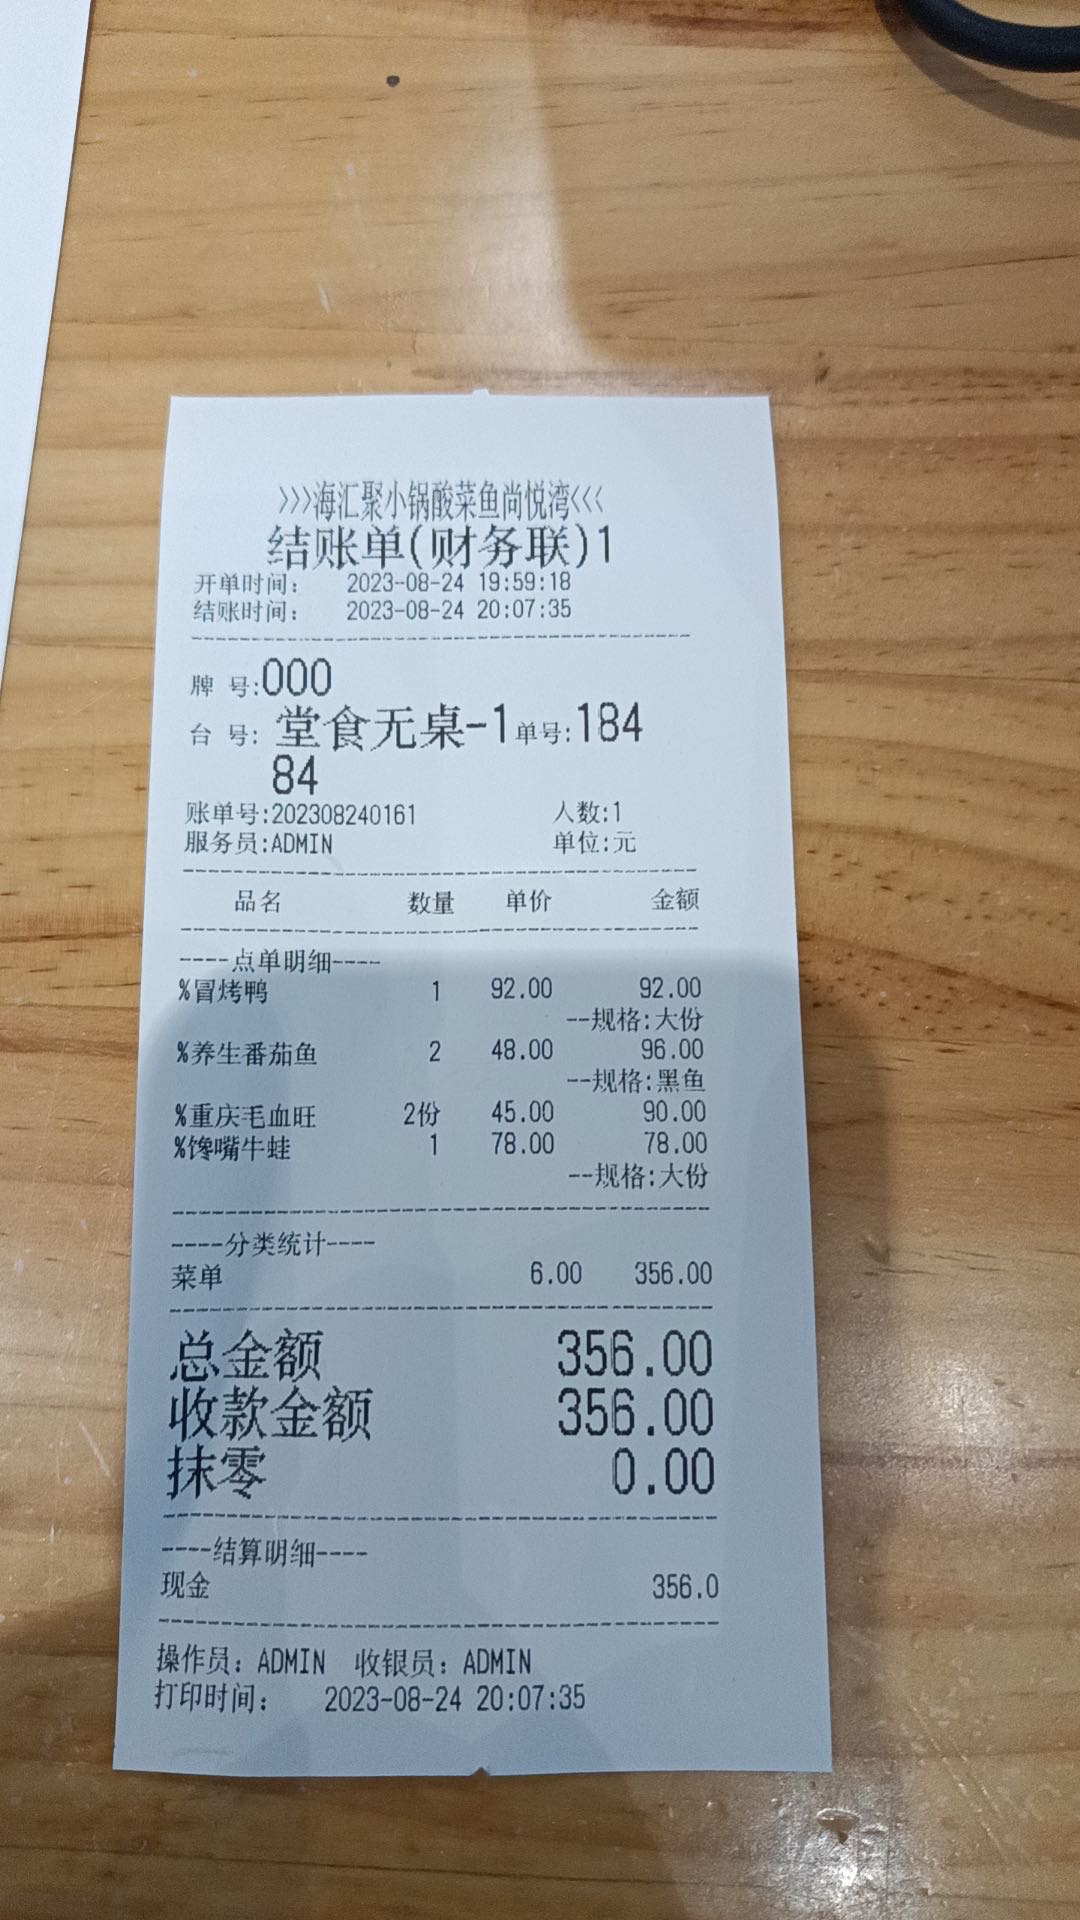 >>>海汇聚小锅酸菜鱼尚悦湾<<<
结账单(财务联)1
开单时间: 2023-08-24 19:59:18
结账时间: 2023-08-24 20:07:35
牌 号:000
台 号: 堂食无桌-1 单号:184
84
账单号:202308240161 人数:1
服务员:ADMIN 单位:元
品名 数量 单价 金额
----点单明细----
%冒烤鸭 1 92.00 92.00
--规格:大份
%养生番茄鱼 2 48.00 96.00
--规格:黑鱼
%重庆毛血旺 2份 45.00 90.00
%馋嘴牛蛙 1 78.00 78.00
--规格:大份
----分类统计----
菜单 6.00 356.00
总金额 356.00
收款金额 356.00
抹零 0.00
----结算明细----
现金 356.0
操作员: ADMIN 收银员: ADMIN
打印时间: 2023-08-24 20:07:35